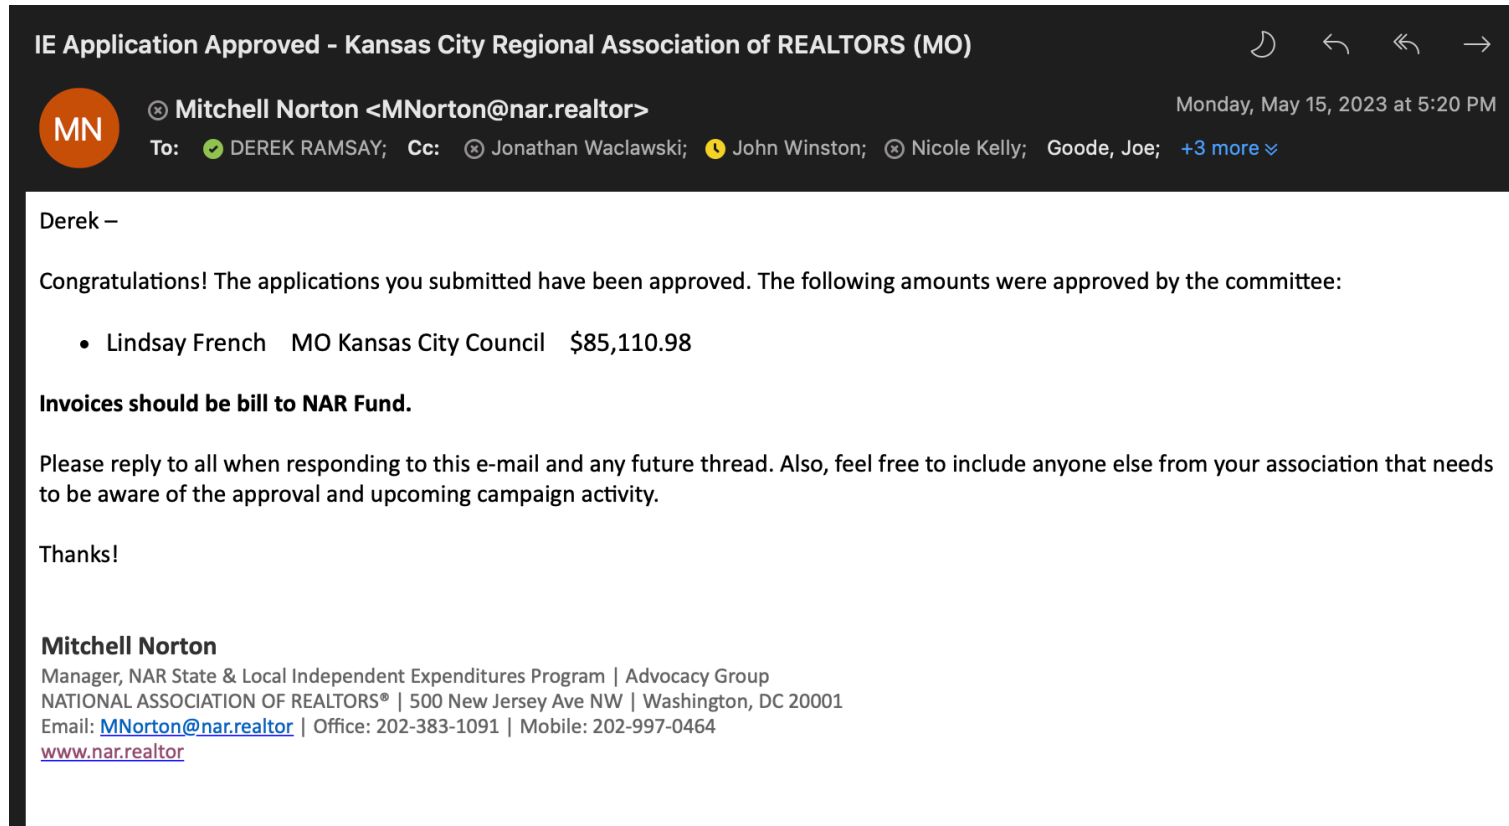 IE Application Approved - Kansas City Regional Association of REALTORS (MO)
MN
Mitchell Norton <MNorton@nar.realtor>
Monday, May 15, 2023 at 5:20 PM
To: DEREK RAMSAY; Cc: Jonathan Waclawski; John Winston; Nicole Kelly; Goode, Joe; +3 more
Derek –
Congratulations! The applications you submitted have been approved. The following amounts were approved by the committee:
• Lindsay French MO Kansas City Council $85,110.98
Invoices should be bill to NAR Fund.
Please reply to all when responding to this e-mail and any future thread. Also, feel free to include anyone else from your association that needs
to be aware of the approval and upcoming campaign activity.
Thanks!
Mitchell Norton
Manager, NAR State & Local Independent Expenditures Program | Advocacy Group
NATIONAL ASSOCIATION OF REALTORS® | 500 New Jersey Ave NW | Washington, DC 20001
Email: MNorton@nar.realtor | Office: 202-383-1091 | Mobile: 202-997-0464
www.nar.realtor